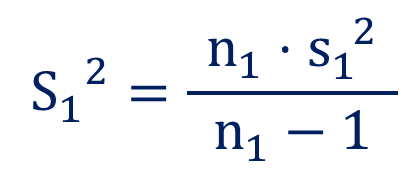 S₁² = (n₁ · s₁²) / (n₁ − 1)